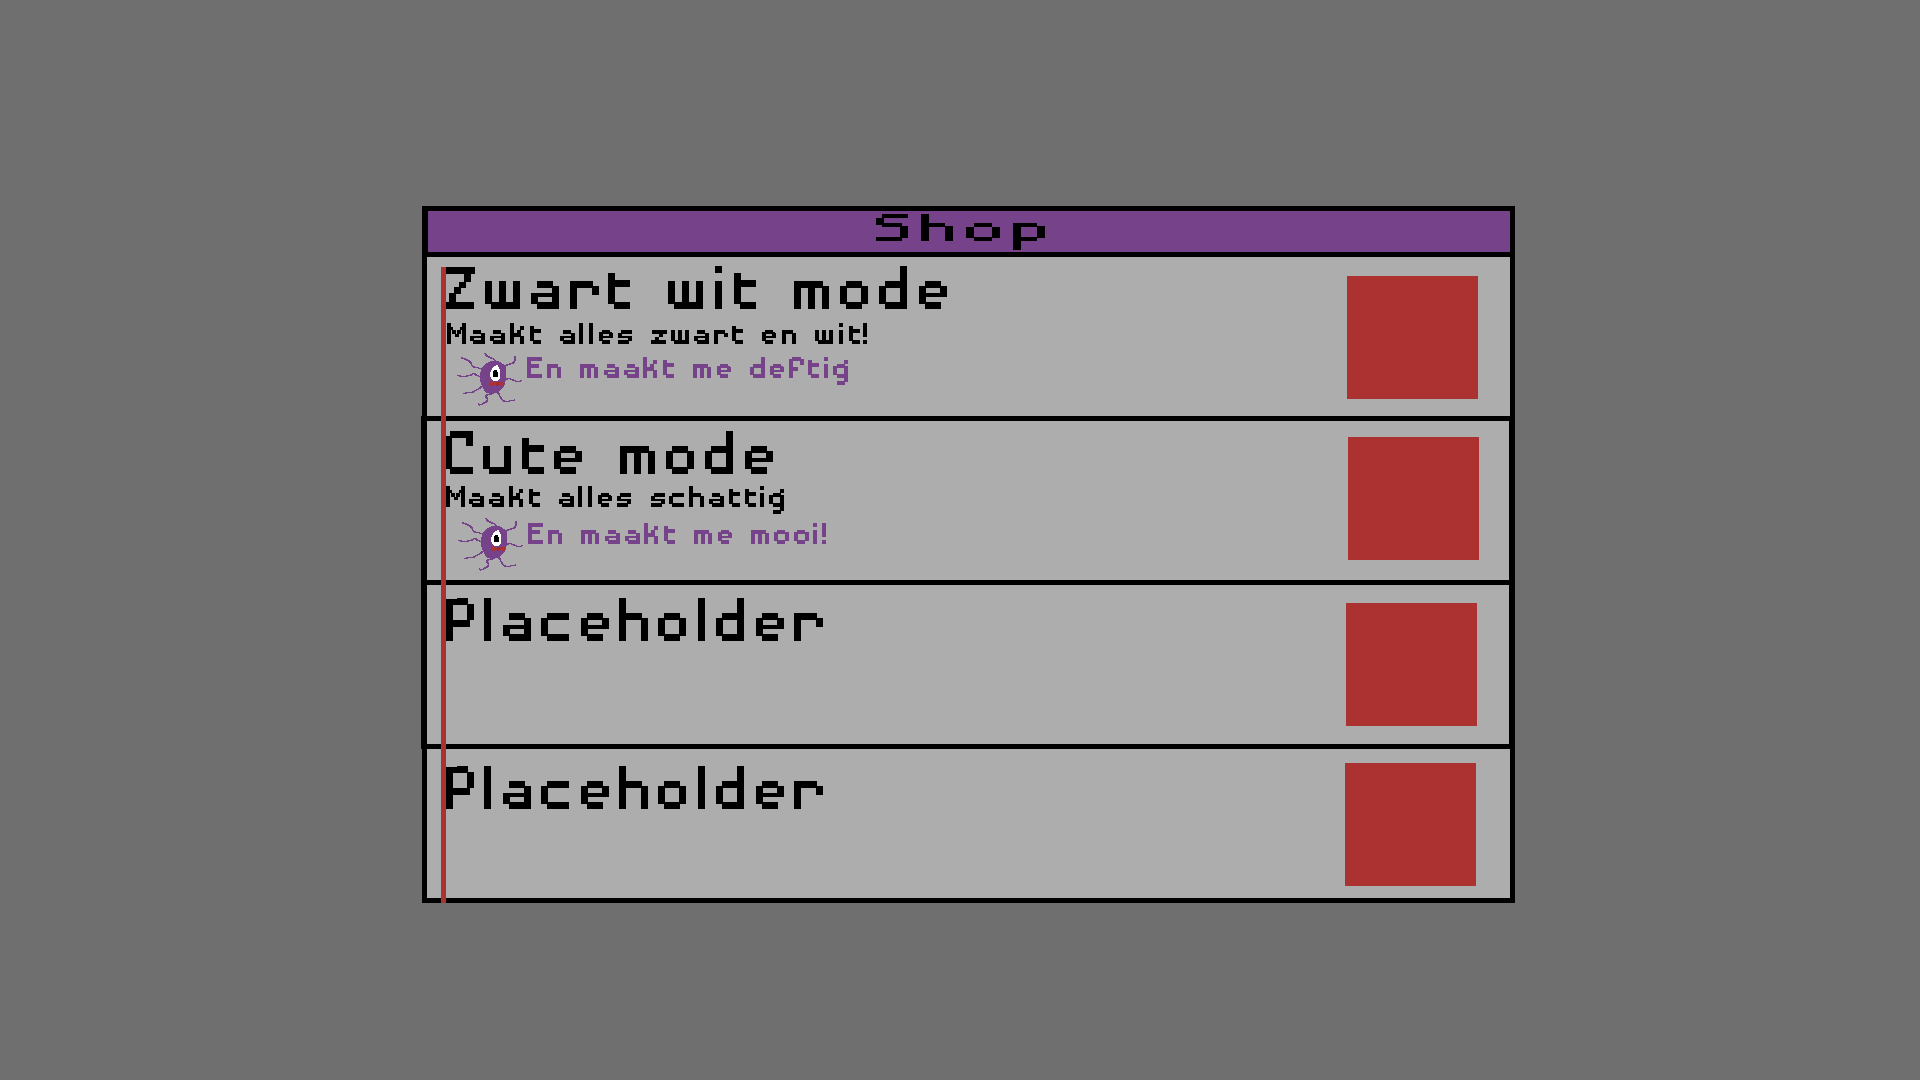 Shop
Zwart wit mode
Maakt alles zwart en wit!
En maakt me deftig
Cute mode
Maakt alles schattig
En maakt me mooi!
Placeholder
Placeholder